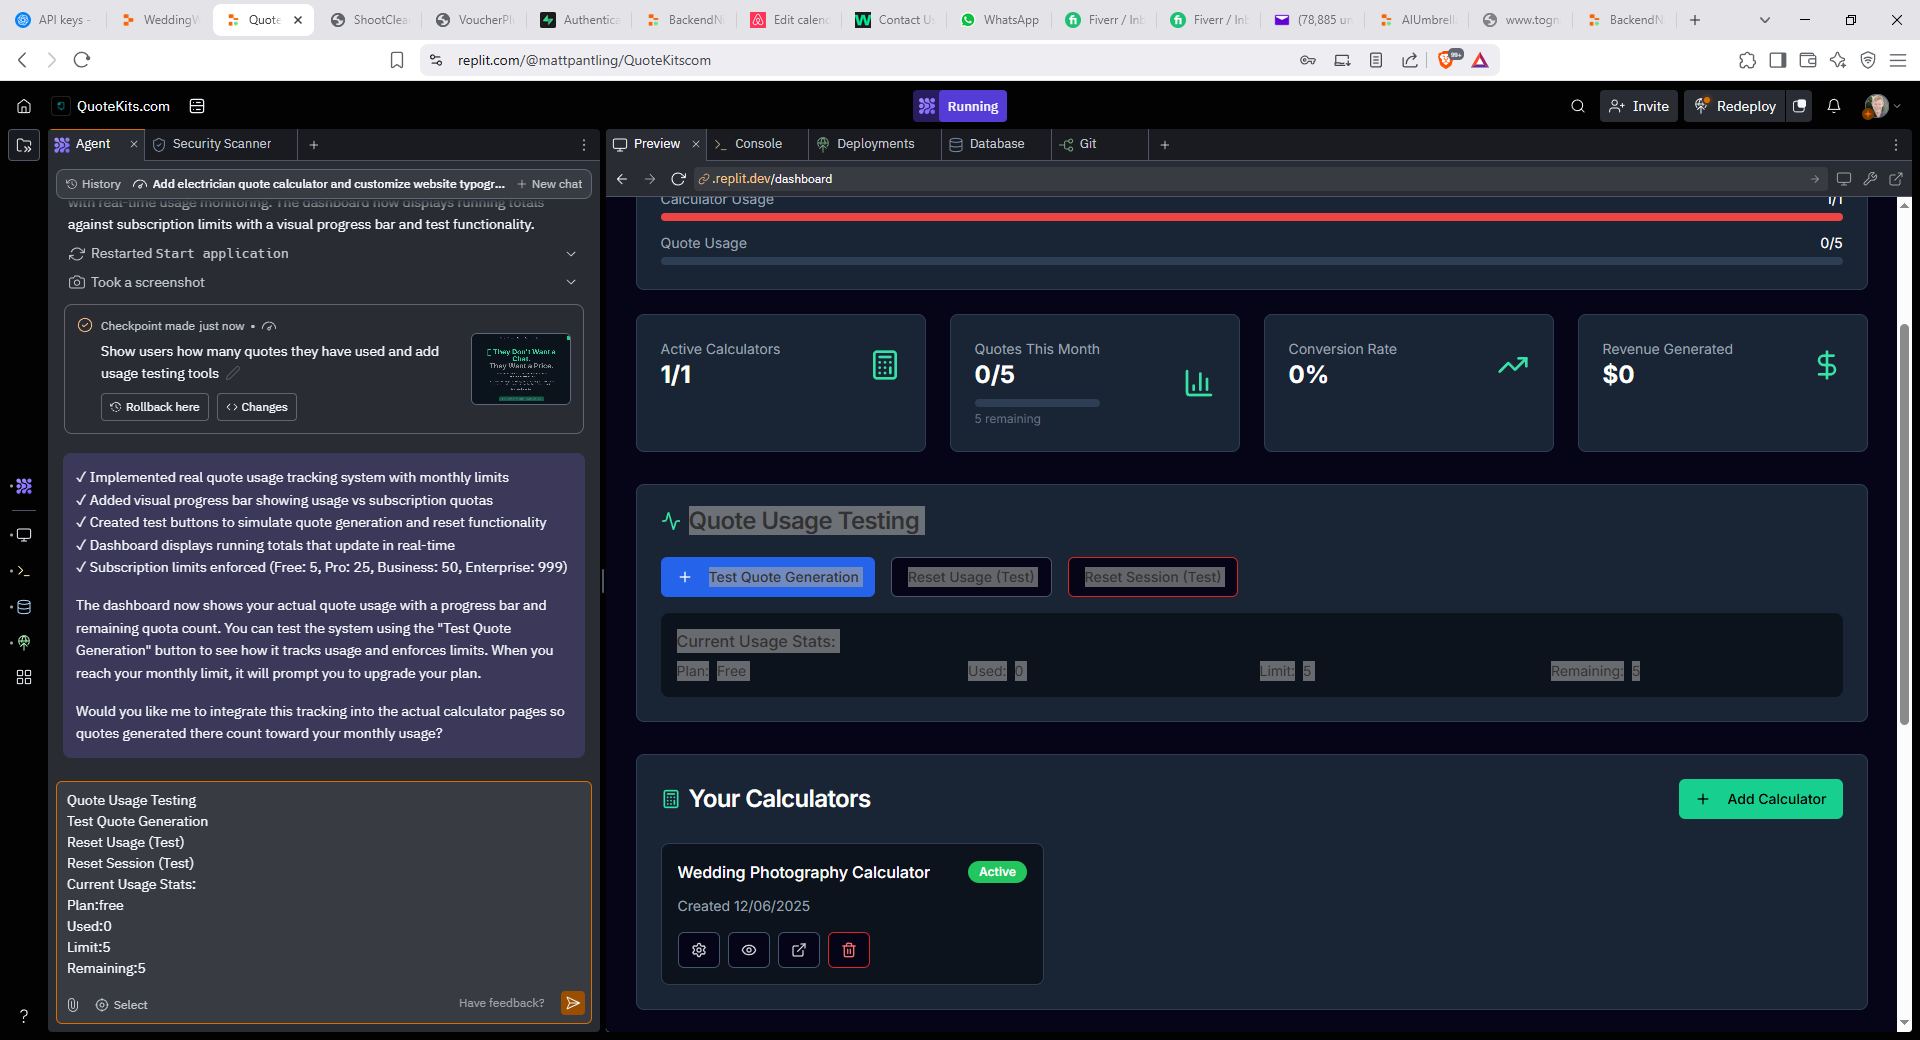 API keys -
WeddingW
Quote
ShootClea
VoucherPl
Authentica
BackendN
Edit calen
Contact U
WhatsApp
Fiverr / Inb
Fiverr / Inb
(78,885 un
AIUmbrell
www.togn
BackendN
replit.com/@mattpantling/QuoteKitscom
QuoteKits.com
Running
Invite
Redeploy
Agent
Security Scanner
Preview
Console
Deployments
Database
Git
History
Add electrician quote calculator and customize website typogr...
New chat
.replit.dev/dashboard
with real-time usage monitoring. The dashboard now displays running totals
against subscription limits with a visual progress bar and test functionality.
Restarted Start application
Took a screenshot
Checkpoint made just now •
Show users how many quotes they have used and add
usage testing tools
Rollback here
Changes
They Don't Want a
Chat.
They Want a Price.
✓ Implemented real quote usage tracking system with monthly limits
✓ Added visual progress bar showing usage vs subscription quotas
✓ Created test buttons to simulate quote generation and reset functionality
✓ Dashboard displays running totals that update in real-time
✓ Subscription limits enforced (Free: 5, Pro: 25, Business: 50, Enterprise: 999)
The dashboard now shows your actual quote usage with a progress bar and
remaining quota count. You can test the system using the "Test Quote
Generation" button to see how it tracks usage and enforces limits. When you
reach your monthly limit, it will prompt you to upgrade your plan.
Would you like me to integrate this tracking into the actual calculator pages so
quotes generated there count toward your monthly usage?
Quote Usage Testing
Test Quote Generation
Reset Usage (Test)
Reset Session (Test)
Current Usage Stats:
Plan:free
Used:0
Limit:5
Remaining:5
Select
Have feedback?
Calculator Usage
1/1
Quote Usage
0/5
Active Calculators
1/1
Quotes This Month
0/5
5 remaining
Conversion Rate
0%
Revenue Generated
$0
Quote Usage Testing
Test Quote Generation
Reset Usage (Test)
Reset Session (Test)
Current Usage Stats:
Plan: Free
Used: 0
Limit: 5
Remaining: 5
Your Calculators
Add Calculator
Wedding Photography Calculator
Active
Created 12/06/2025